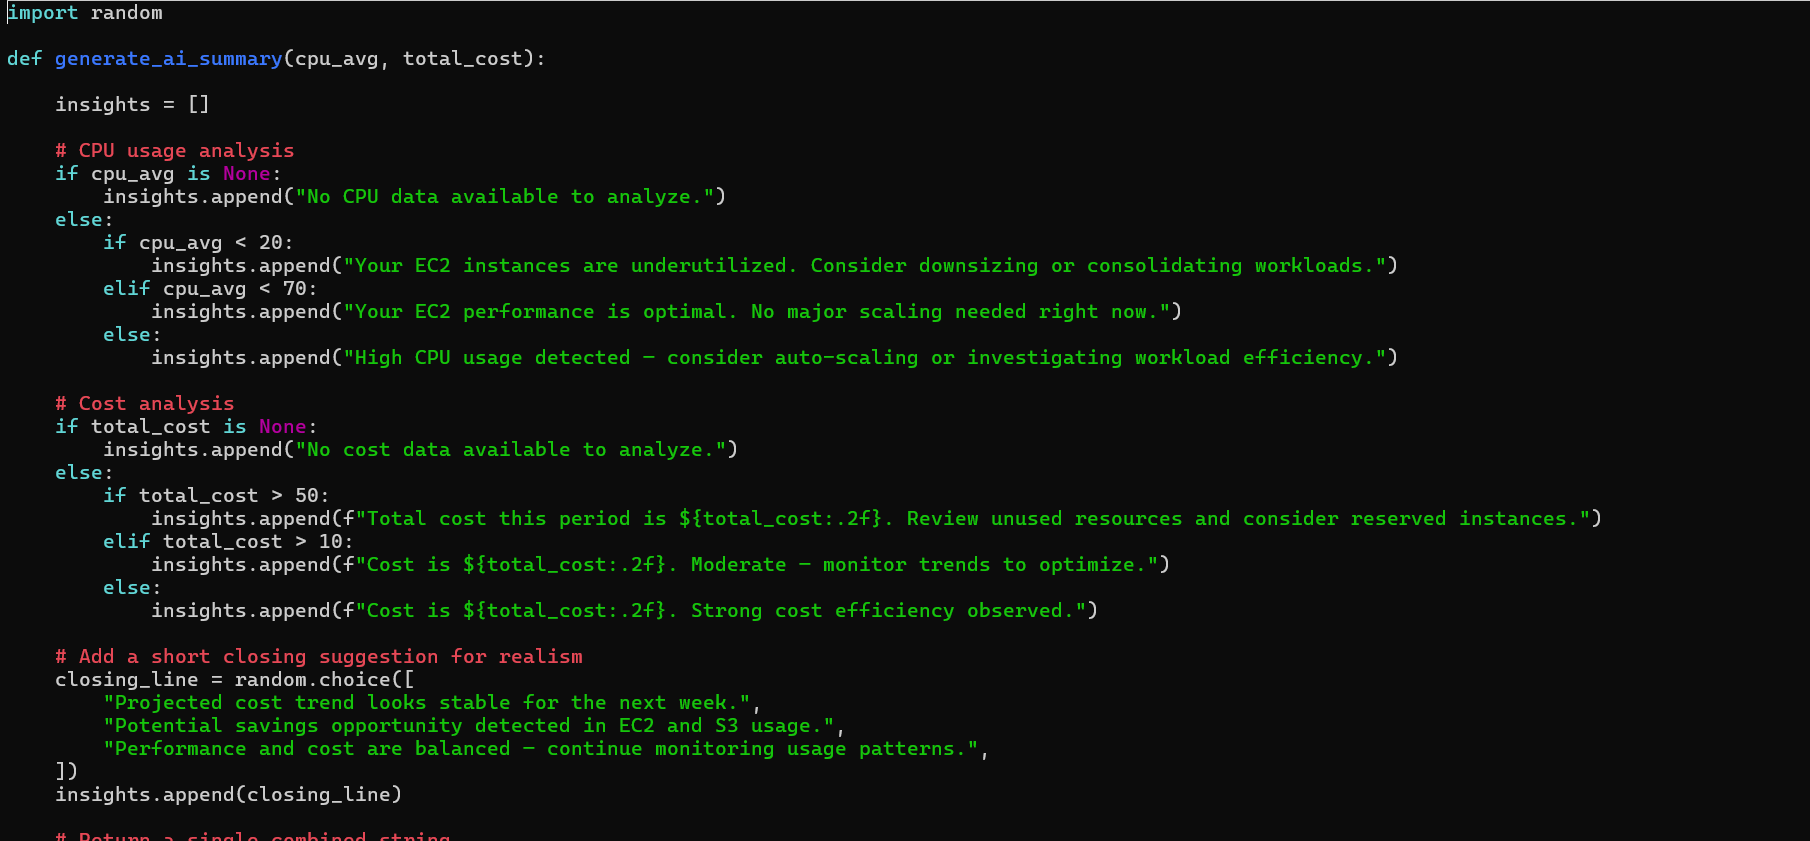 import random
def generate_ai_summary(cpu_avg, total_cost):
    insights = []
    # CPU usage analysis
    if cpu_avg is None:
        insights.append("No CPU data available to analyze.")
    else:
        if cpu_avg < 20:
            insights.append("Your EC2 instances are underutilized. Consider downsizing or consolidating workloads.")
        elif cpu_avg < 70:
            insights.append("Your EC2 performance is optimal. No major scaling needed right now.")
        else:
            insights.append("High CPU usage detected — consider auto-scaling or investigating workload efficiency.")
    # Cost analysis
    if total_cost is None:
        insights.append("No cost data available to analyze.")
    else:
        if total_cost > 50:
            insights.append(f"Total cost this period is ${total_cost:.2f}. Review unused resources and consider reserved instances.")
        elif total_cost > 10:
            insights.append(f"Cost is ${total_cost:.2f}. Moderate — monitor trends to optimize.")
        else:
            insights.append(f"Cost is ${total_cost:.2f}. Strong cost efficiency observed.")
    # Add a short closing suggestion for realism
    closing_line = random.choice([
        "Projected cost trend looks stable for the next week.",
        "Potential savings opportunity detected in EC2 and S3 usage.",
        "Performance and cost are balanced — continue monitoring usage patterns.",
    ])
    insights.append(closing_line)
    # Return a single combined string